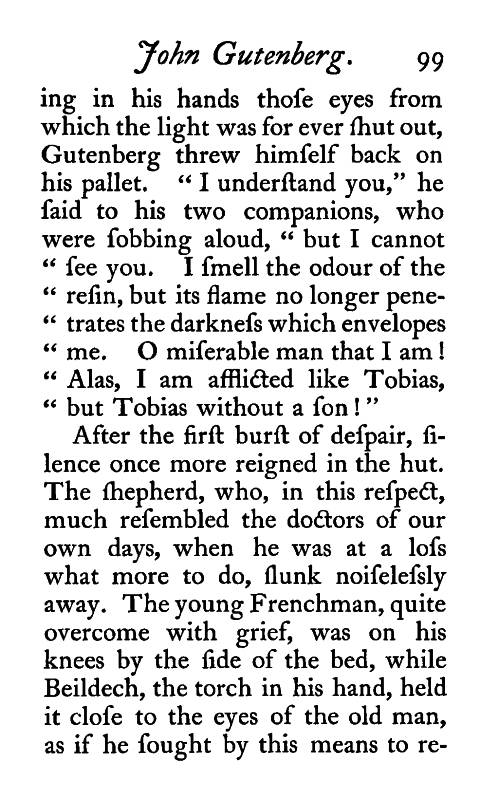 John Gutenberg. 99
ing in his hands thoſe eyes from
which the light was for ever ſhut out,
Gutenberg threw himſelf back on
his pallet. “ I underſtand you,” he
ſaid to his two companions, who
were ſobbing aloud, “ but I cannot
“ ſee you. I ſmell the odour of the
“ reſin, but its flame no longer pene-
“ trates the darkneſs which envelopes
“ me. O miſerable man that I am !
“ Alas, I am afflicted like Tobias,
“ but Tobias without a ſon ! ”
After the firſt burſt of deſpair, ſi-
lence once more reigned in the hut.
The ſhepherd, who, in this reſpect,
much reſembled the doctors of our
own days, when he was at a loſs
what more to do, ſlunk noiſeleſsly
away. The young Frenchman, quite
overcome with grief, was on his
knees by the ſide of the bed, while
Beildech, the torch in his hand, held
it cloſe to the eyes of the old man,
as if he ſought by this means to re-